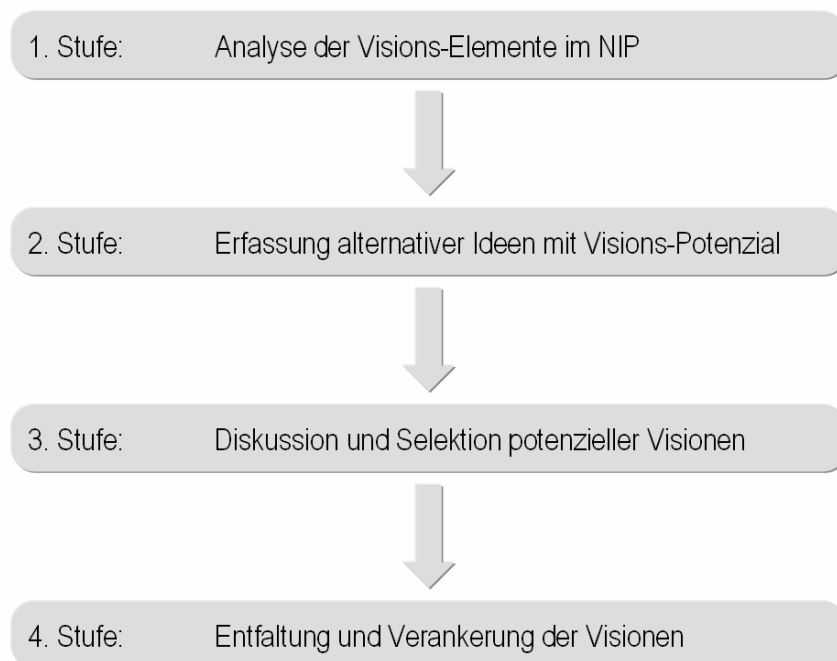 1. Stufe: Analyse der Visions-Elemente im NIP
2. Stufe: Erfassung alternativer Ideen mit Visions-Potenzial
3. Stufe: Diskussion und Selektion potenzieller Visionen
4. Stufe: Entfaltung und Verankerung der Visionen